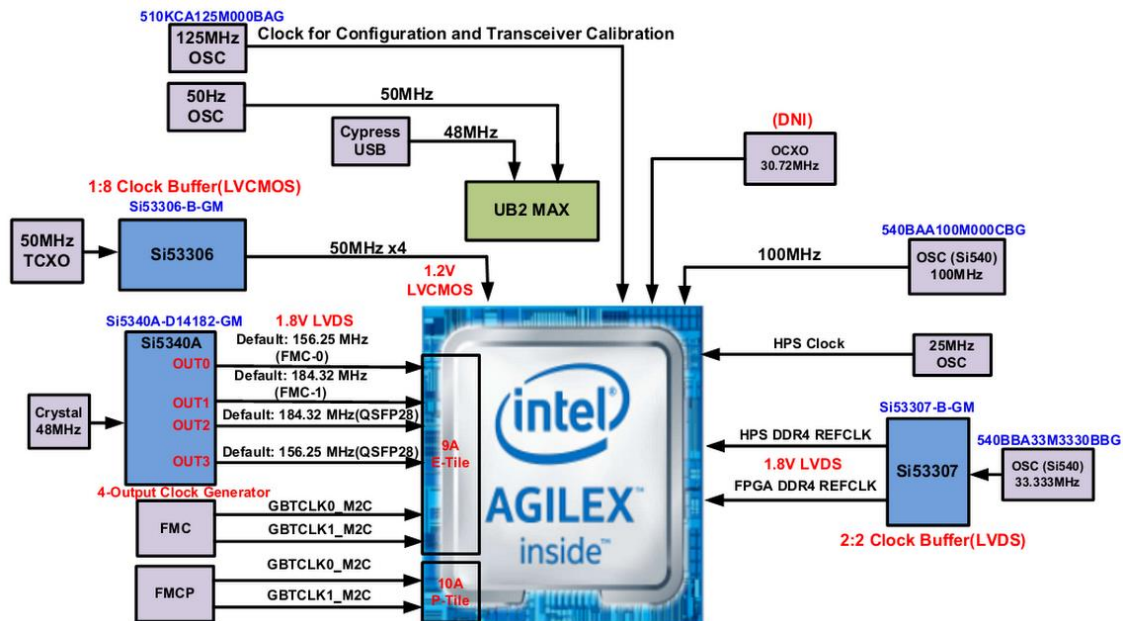 510KCA125M000BAG
125MHz
OSC
Clock for Configuration and Transceiver Calibration
50Hz
OSC
50MHz
Cypress
USB
48MHz
UB2 MAX
(DNI)
OCXO
30.72MHz
1:8 Clock Buffer(LVCMOS)
Si53306-B-GM
50MHz
TCXO
Si53306
50MHz x4
1.2V
LVCMOS
540BAA100M000CBG
100MHz
OSC (Si540)
100MHz
Si5340A-D14182-GM
1.8V LVDS
Si5340A
Crystal
48MHz
OUT0
Default: 156.25 MHz
(FMC-0)
OUT1
Default: 184.32 MHz
(FMC-1)
OUT2
Default: 184.32 MHz(QSFP28)
OUT3
Default: 156.25 MHz(QSFP28)
4-Output Clock Generator
9A
E-Tile
FMC
GBTCLK0_M2C
GBTCLK1_M2C
FMCP
GBTCLK0_M2C
GBTCLK1_M2C
10A
P-Tile
intel
AGILEX™
inside™
HPS Clock
25MHz
OSC
Si53307-B-GM
HPS DDR4 REFCLK
1.8V LVDS
FPGA DDR4 REFCLK
Si53307
540BBA33M3330BBG
OSC (Si540)
33.333MHz
2:2 Clock Buffer(LVDS)